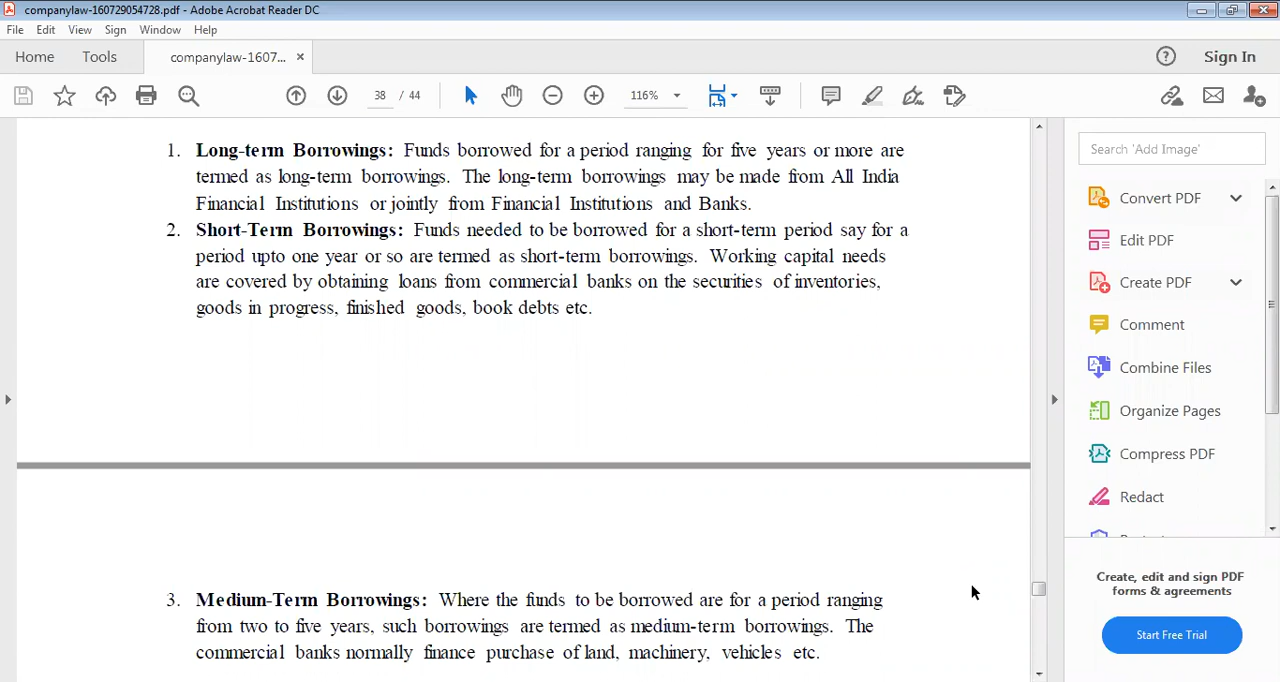 companylaw-160729054728.pdf - Adobe Acrobat Reader DC
File Edit View Sign Window Help
Home Tools companylaw-1607... × Sign In
38 / 44 116%
1. Long-term Borrowings: Funds borrowed for a period ranging for five years or more are
termed as long-term borrowings. The long-term borrowings may be made from All India
Financial Institutions or jointly from Financial Institutions and Banks.
2. Short-Term Borrowings: Funds needed to be borrowed for a short-term period say for a
period upto one year or so are termed as short-term borrowings. Working capital needs
are covered by obtaining loans from commercial banks on the securities of inventories,
goods in progress, finished goods, book debts etc.
3. Medium-Term Borrowings: Where the funds to be borrowed are for a period ranging
from two to five years, such borrowings are termed as medium-term borrowings. The
commercial banks normally finance purchase of land, machinery, vehicles etc.
Search 'Add Image'
Convert PDF
Edit PDF
Create PDF
Comment
Combine Files
Organize Pages
Compress PDF
Redact
Create, edit and sign PDF
forms & agreements
Start Free Trial